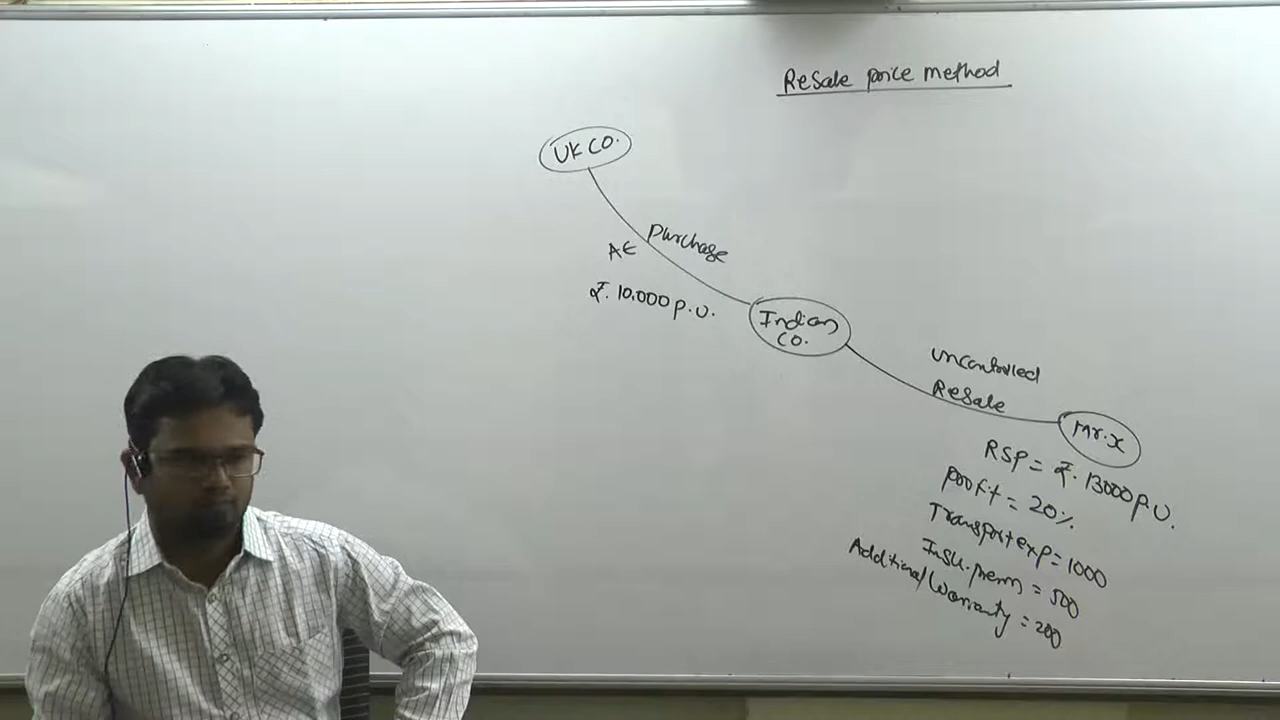 Resale price method
UK CO.
Purchase
AE
₹. 10,000 p.u.
Indian
CO.
uncontrolled
Resale
Mr. X
RSP = ₹. 13000 p.u.
profit = 20%
Transport exp = 1000
Insu. prem = 500
Additional Warranty = 200